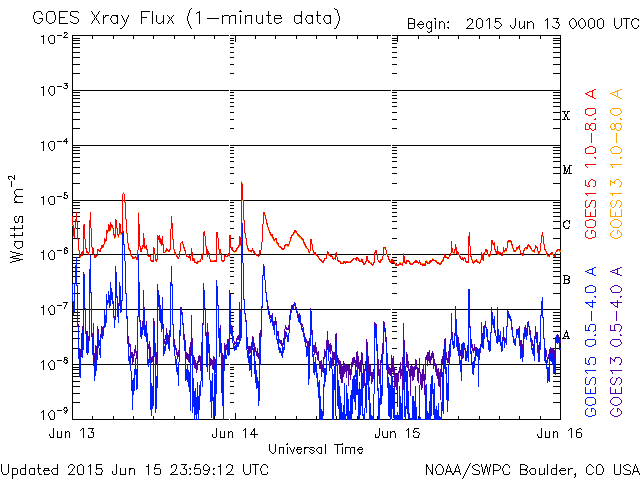 GOES Xray Flux (1-minute data)
Begin: 2015 Jun 13 0000 UTC
10-2
10-3
10-4
10-5
10-6
10-7
10-8
10-9
Watts m-2
X
M
C
B
A
GOES15 1.0-8.0 A
GOES13 1.0-8.0 A
GOES15 0.5-4.0 A
GOES13 0.5-4.0 A
Jun 13
Jun 14
Jun 15
Jun 16
Universal Time
Updated 2015 Jun 15 23:59:12 UTC
NOAA/SWPC Boulder, CO USA